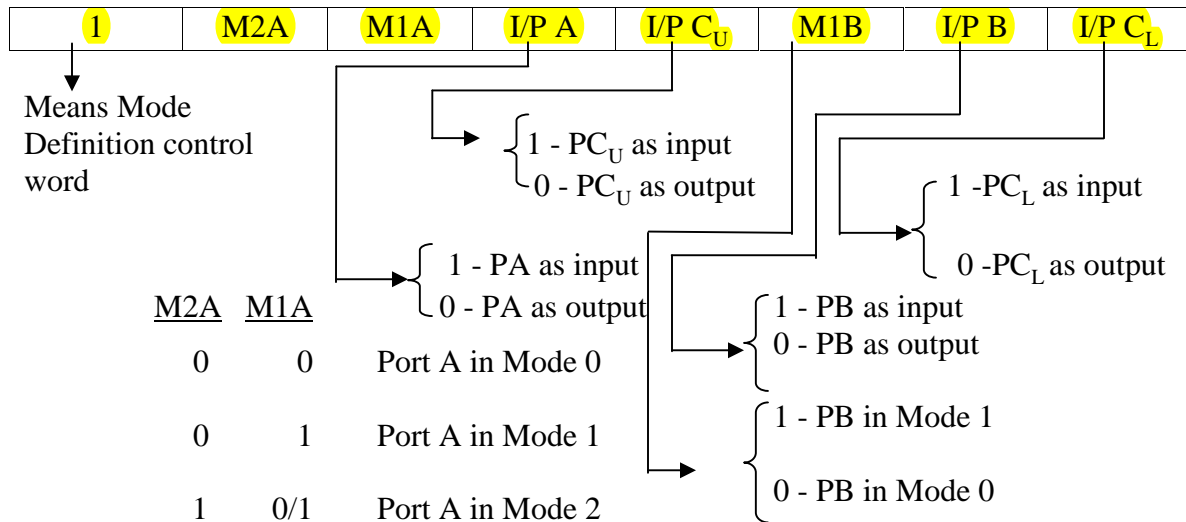 1 M2A M1A I/P A I/P CU M1B I/P B I/P CL
Means Mode
Definition control
word
1 - PCU as input
0 - PCU as output
1 -PCL as input
0 -PCL as output
1 - PA as input
0 - PA as output
M2A M1A
0 0 Port A in Mode 0
0 1 Port A in Mode 1
1 0/1 Port A in Mode 2
1 - PB as input
0 - PB as output
1 - PB in Mode 1
0 - PB in Mode 0